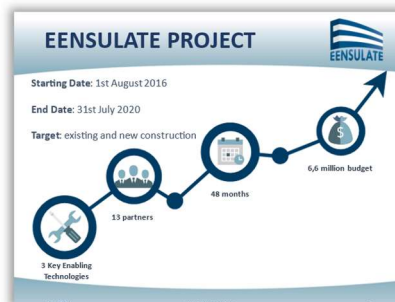 EENSULATE PROJECT
EENSULATE
Starting Date: 1st August 2016
End Date: 31st July 2020
Target: existing and new construction
6,6 million budget
48 months
13 partners
3 Key Enabling
Technologies